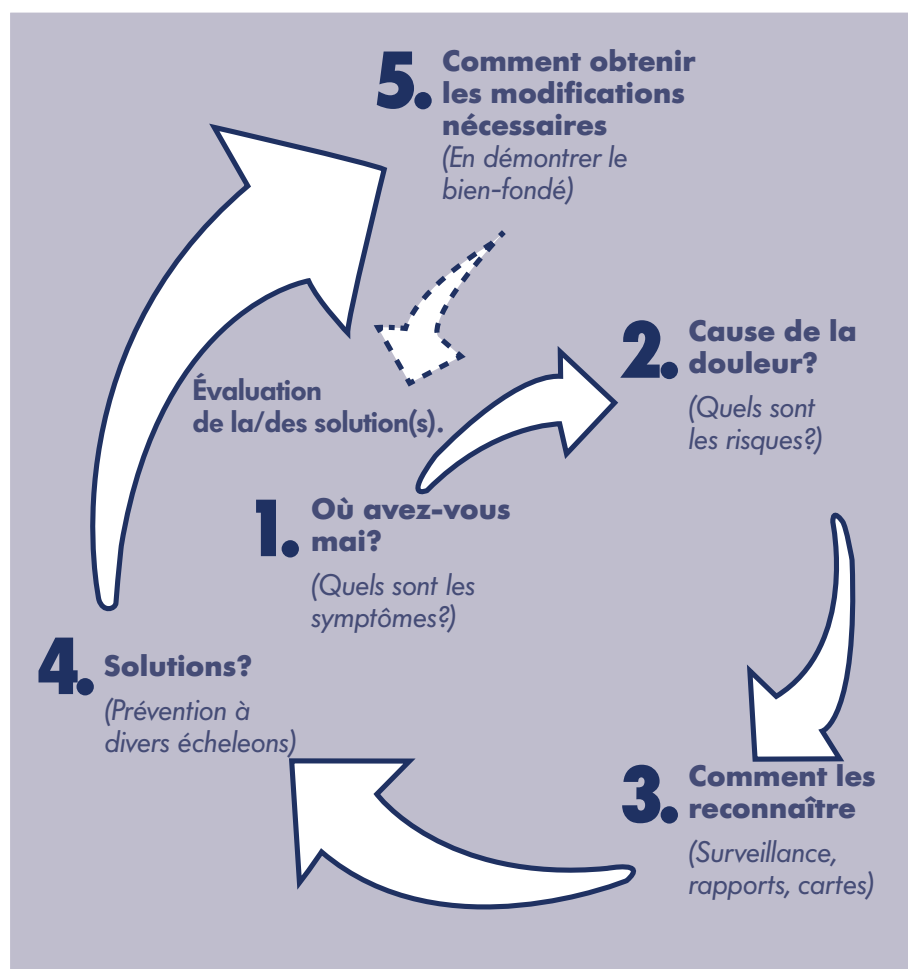 5. Comment obtenir
les modifications
nécessaires
(En démontrer le
bien-fondé)
2. Cause de la
douleur?
(Quels sont
les risques?)
Évaluation
de la/des solution(s).
1. Où avez-vous
mai?
(Quels sont les
symptômes?)
4. Solutions?
(Prévention à
divers écheleons)
3. Comment les
reconnaître
(Surveillance,
rapports, cartes)